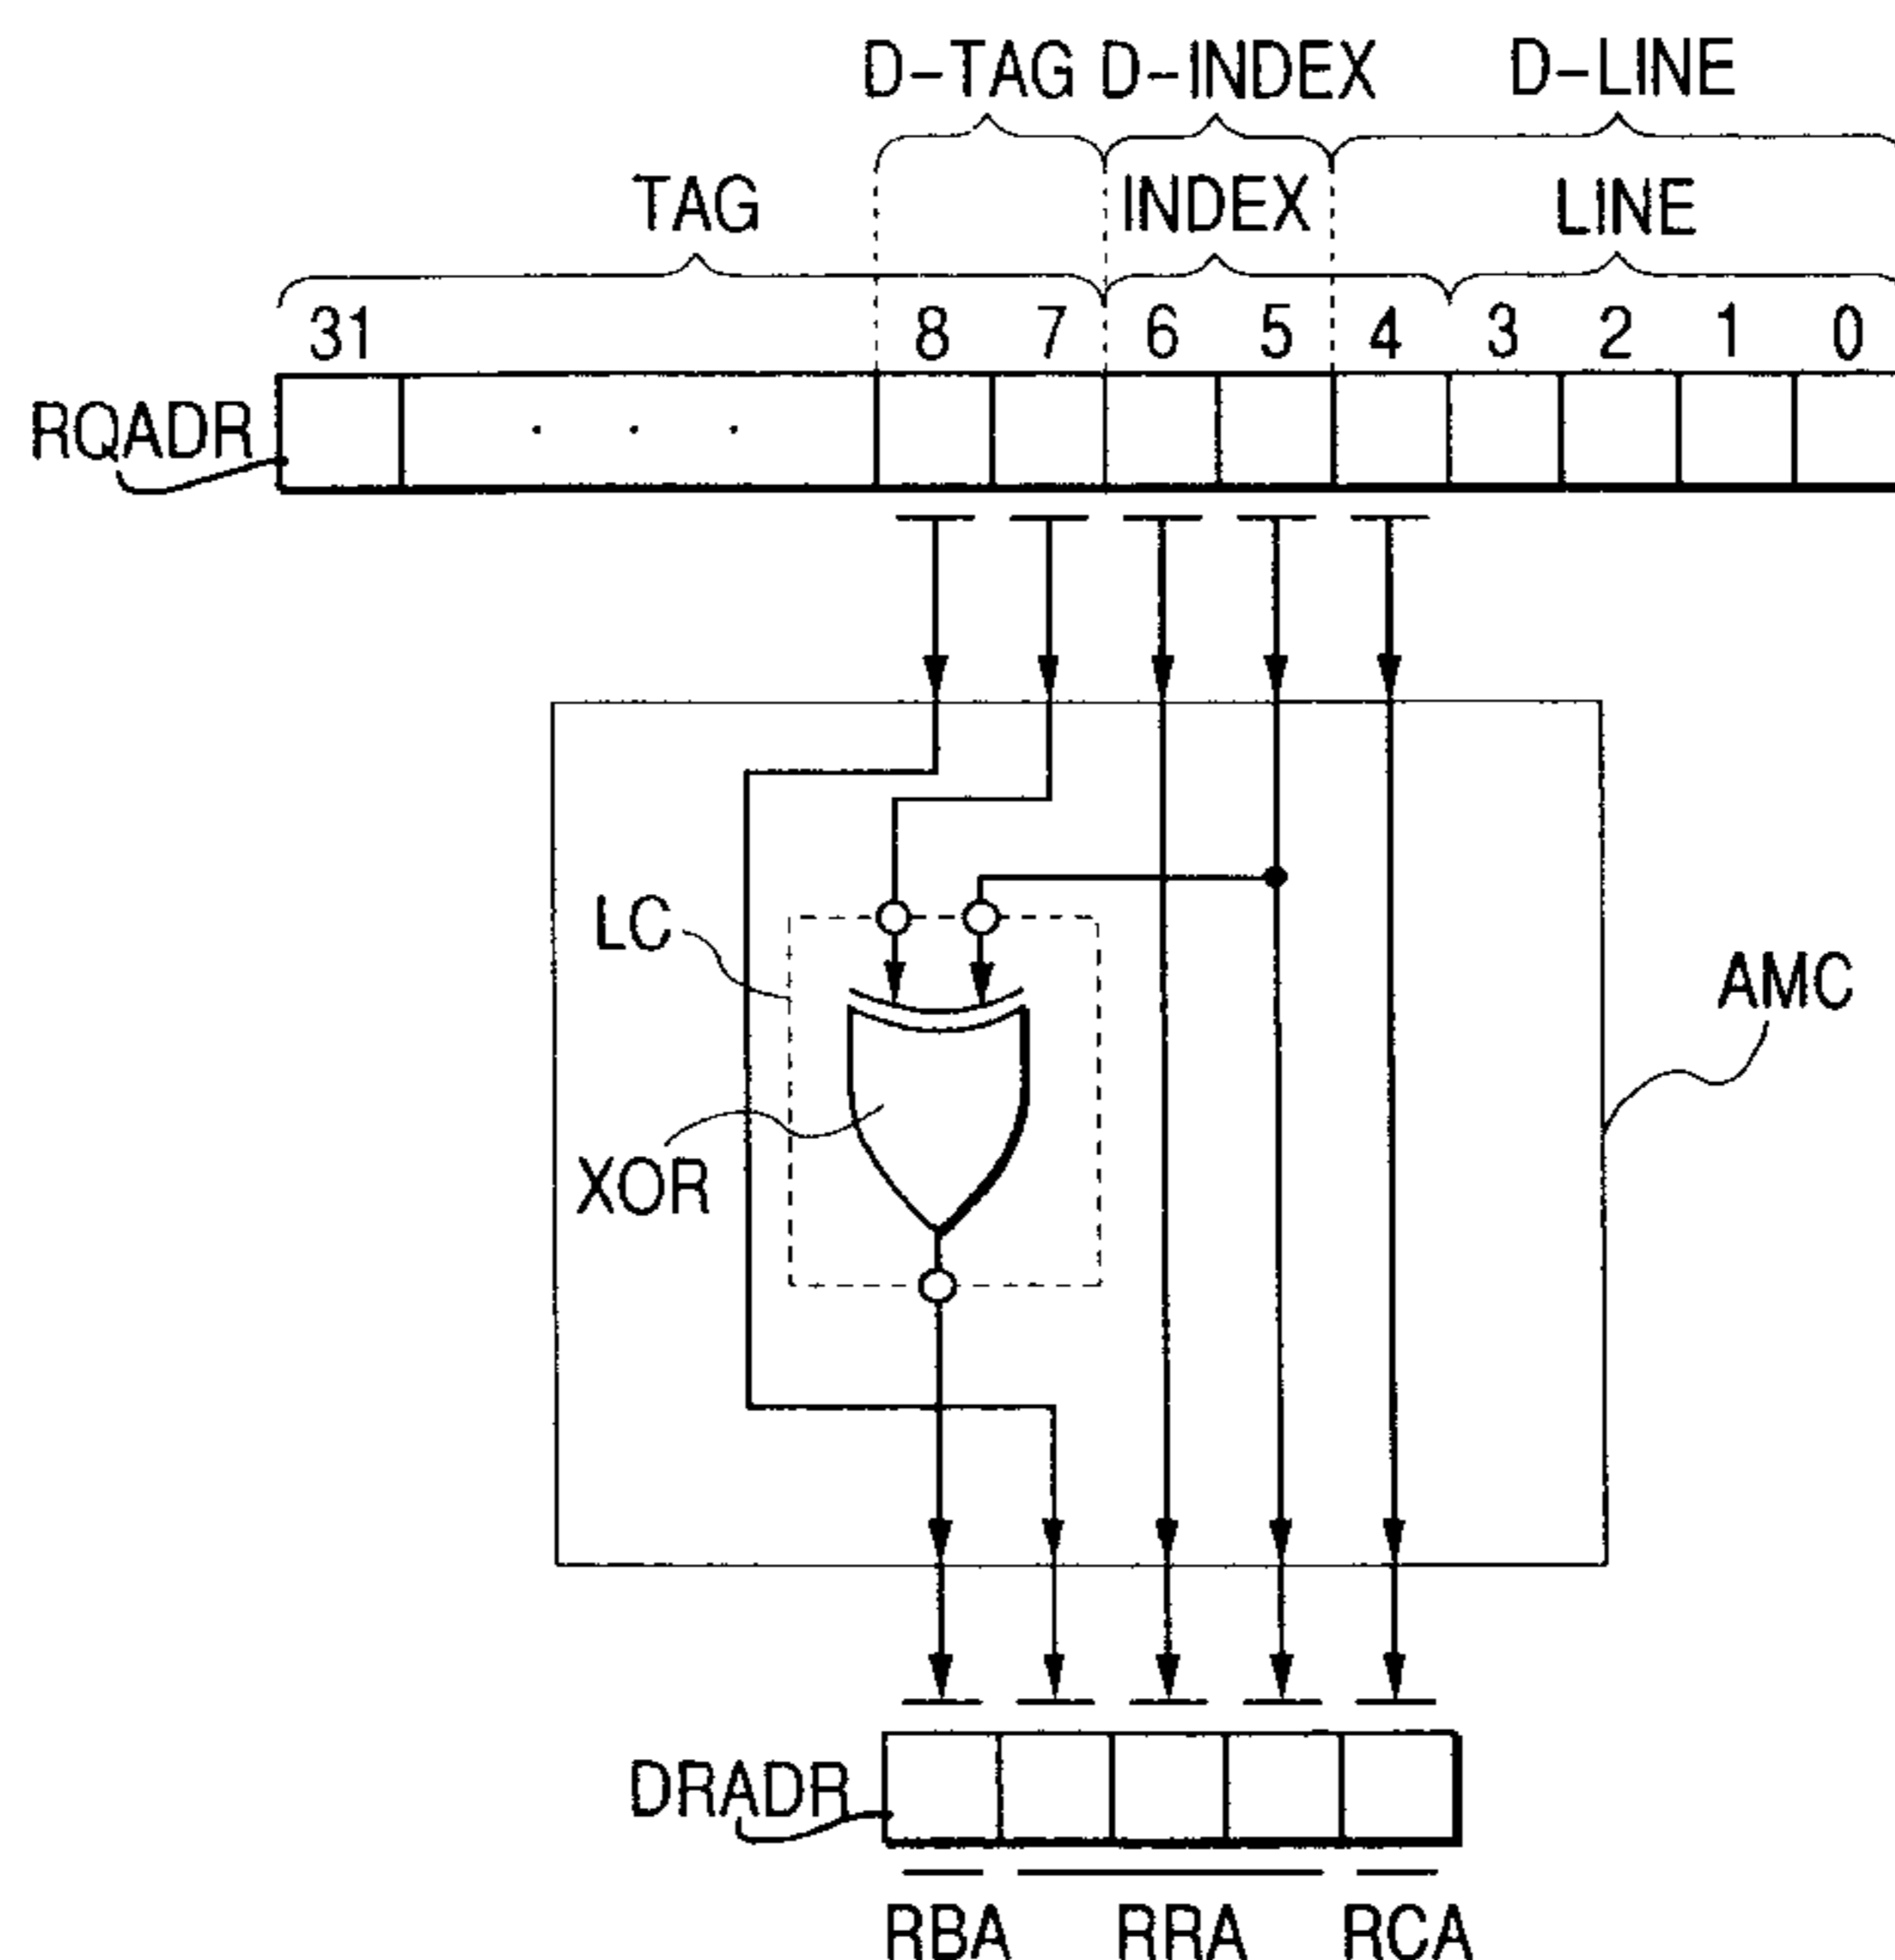 D-TAG D-INDEX D-LINE
TAG INDEX LINE
31 8 7 6 5 4 3 2 1 0
RQADR . . .
LC
AMC
XOR
DRADR
RBA RRA RCA